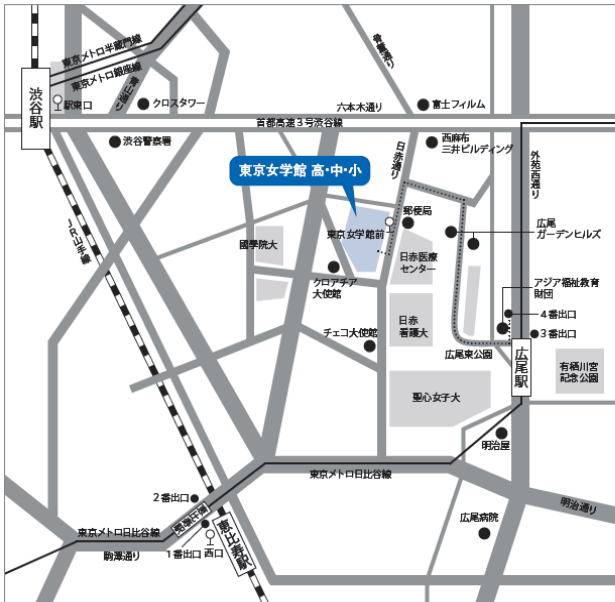 東京メトロ半蔵門線
東京メトロ銀座線
渋谷駅
駅東口
青山通り
クロスタワー
骨董通り
六本木通り
富士フィルム
首都高速3号渋谷線
渋谷警察署
日赤通り
西麻布
三井ビルディング
外苑西通り
東京女学館 高・中・小
JR山手線
國學院大
東京女学館前
郵便局
広尾
ガーデンヒルズ
日赤医療
センター
クロアチア
大使館
アジア福祉教育
財団
4番出口
3番出口
チェコ大使館
日赤
看護大
広尾東公園
広尾駅
有栖川宮
記念公園
聖心女子大
明治屋
東京メトロ日比谷線
2番出口
恵比寿駅
東京メトロ日比谷線
駒澤通り
1番出口
西口
恵比寿駅
広尾病院
明治通り